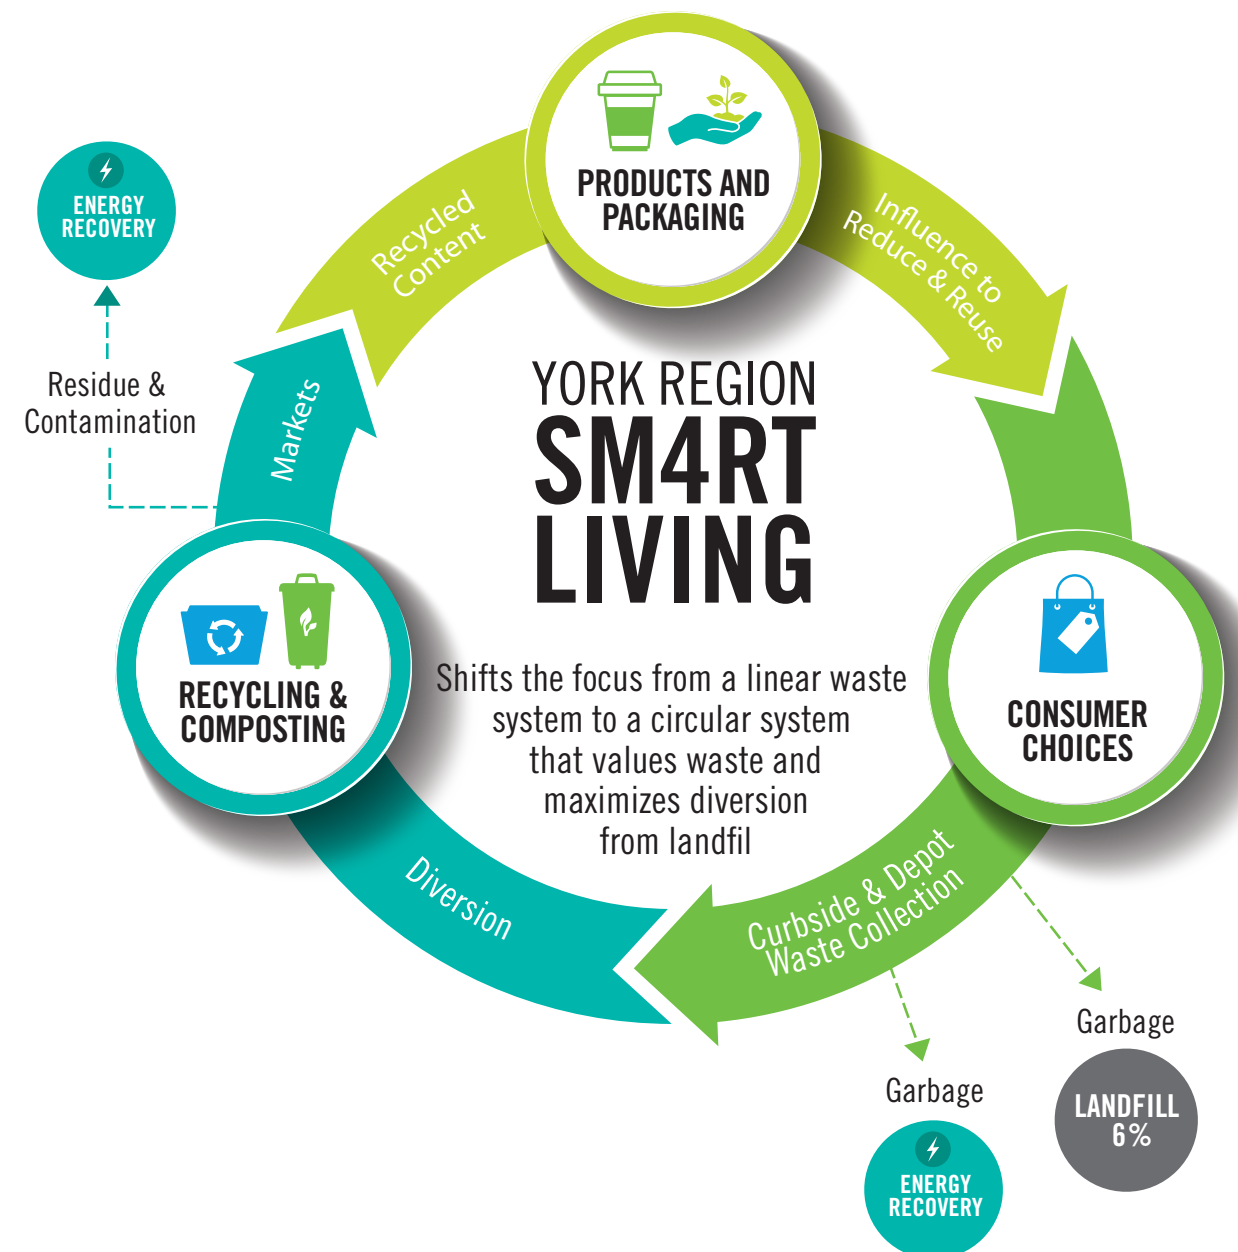 PRODUCTS AND
PACKAGING
Influence to
Reduce & Reuse
Recycled
Content
ENERGY
RECOVERY
Residue &
Contamination
Markets
YORK REGION
SM4RT
LIVING
Shifts the focus from a linear waste
system to a circular system
that values waste and
maximizes diversion
from landfil
RECYCLING &
COMPOSTING
CONSUMER
CHOICES
Diversion
Curbside & Depot
Waste Collection
Garbage
LANDFILL
6%
Garbage
ENERGY
RECOVERY